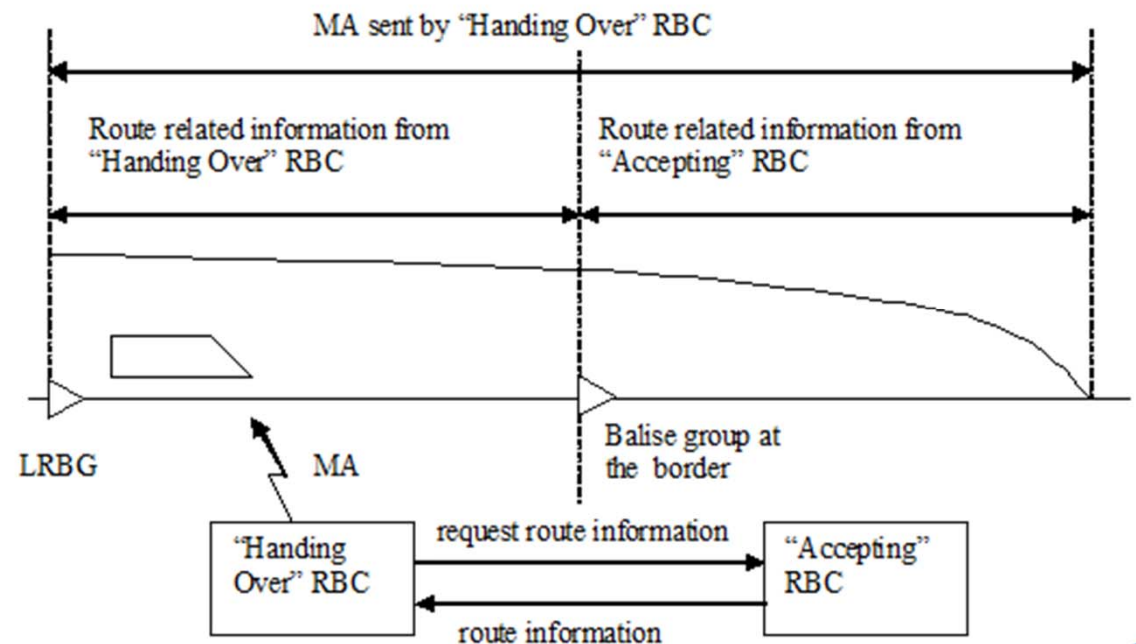 MA sent by “Handing Over” RBC
Route related information from
“Handing Over” RBC
Route related information from
“Accepting” RBC
LRBG
MA
Balise group at
the border
“Handing
Over” RBC
request route information
“Accepting”
RBC
route information